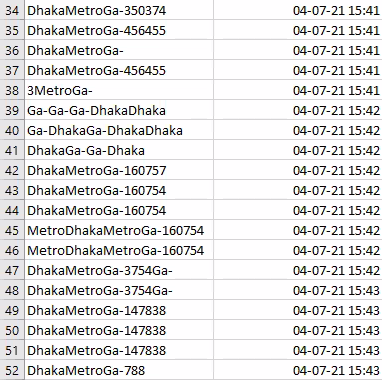 34 DhakaMetroGa-350374 04-07-21 15:41
35 DhakaMetroGa-456455 04-07-21 15:41
36 DhakaMetroGa- 04-07-21 15:41
37 DhakaMetroGa-456455 04-07-21 15:41
38 3MetroGa- 04-07-21 15:41
39 Ga-Ga-Ga-DhakaDhaka 04-07-21 15:42
40 Ga-DhakaGa-DhakaDhaka 04-07-21 15:42
41 DhakaGa-Ga-Dhaka 04-07-21 15:42
42 DhakaMetroGa-160757 04-07-21 15:42
43 DhakaMetroGa-160754 04-07-21 15:42
44 DhakaMetroGa-160754 04-07-21 15:42
45 MetroDhakaMetroGa-160754 04-07-21 15:42
46 MetroDhakaMetroGa-160754 04-07-21 15:42
47 DhakaMetroGa-3754Ga- 04-07-21 15:42
48 DhakaMetroGa-3754Ga- 04-07-21 15:43
49 DhakaMetroGa-147838 04-07-21 15:43
50 DhakaMetroGa-147838 04-07-21 15:43
51 DhakaMetroGa-147838 04-07-21 15:43
52 DhakaMetroGa-788 04-07-21 15:43